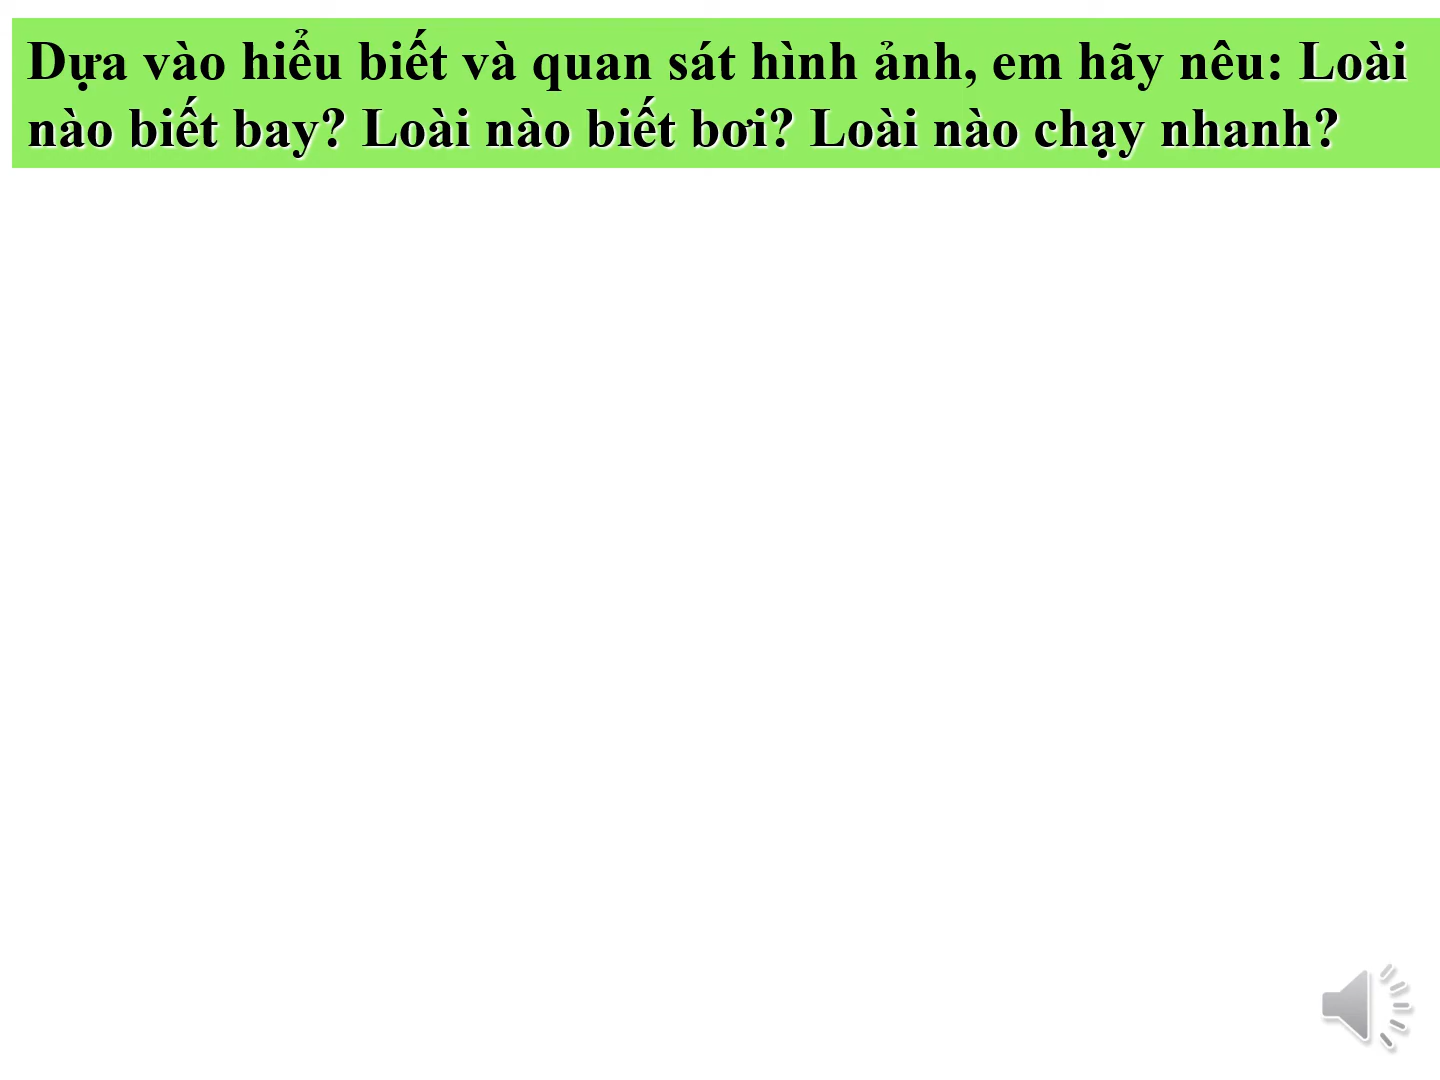 Dựa vào hiểu biết và quan sát hình ảnh, em hãy nêu: Loài
nào biết bay? Loài nào biết bơi? Loài nào chạy nhanh?